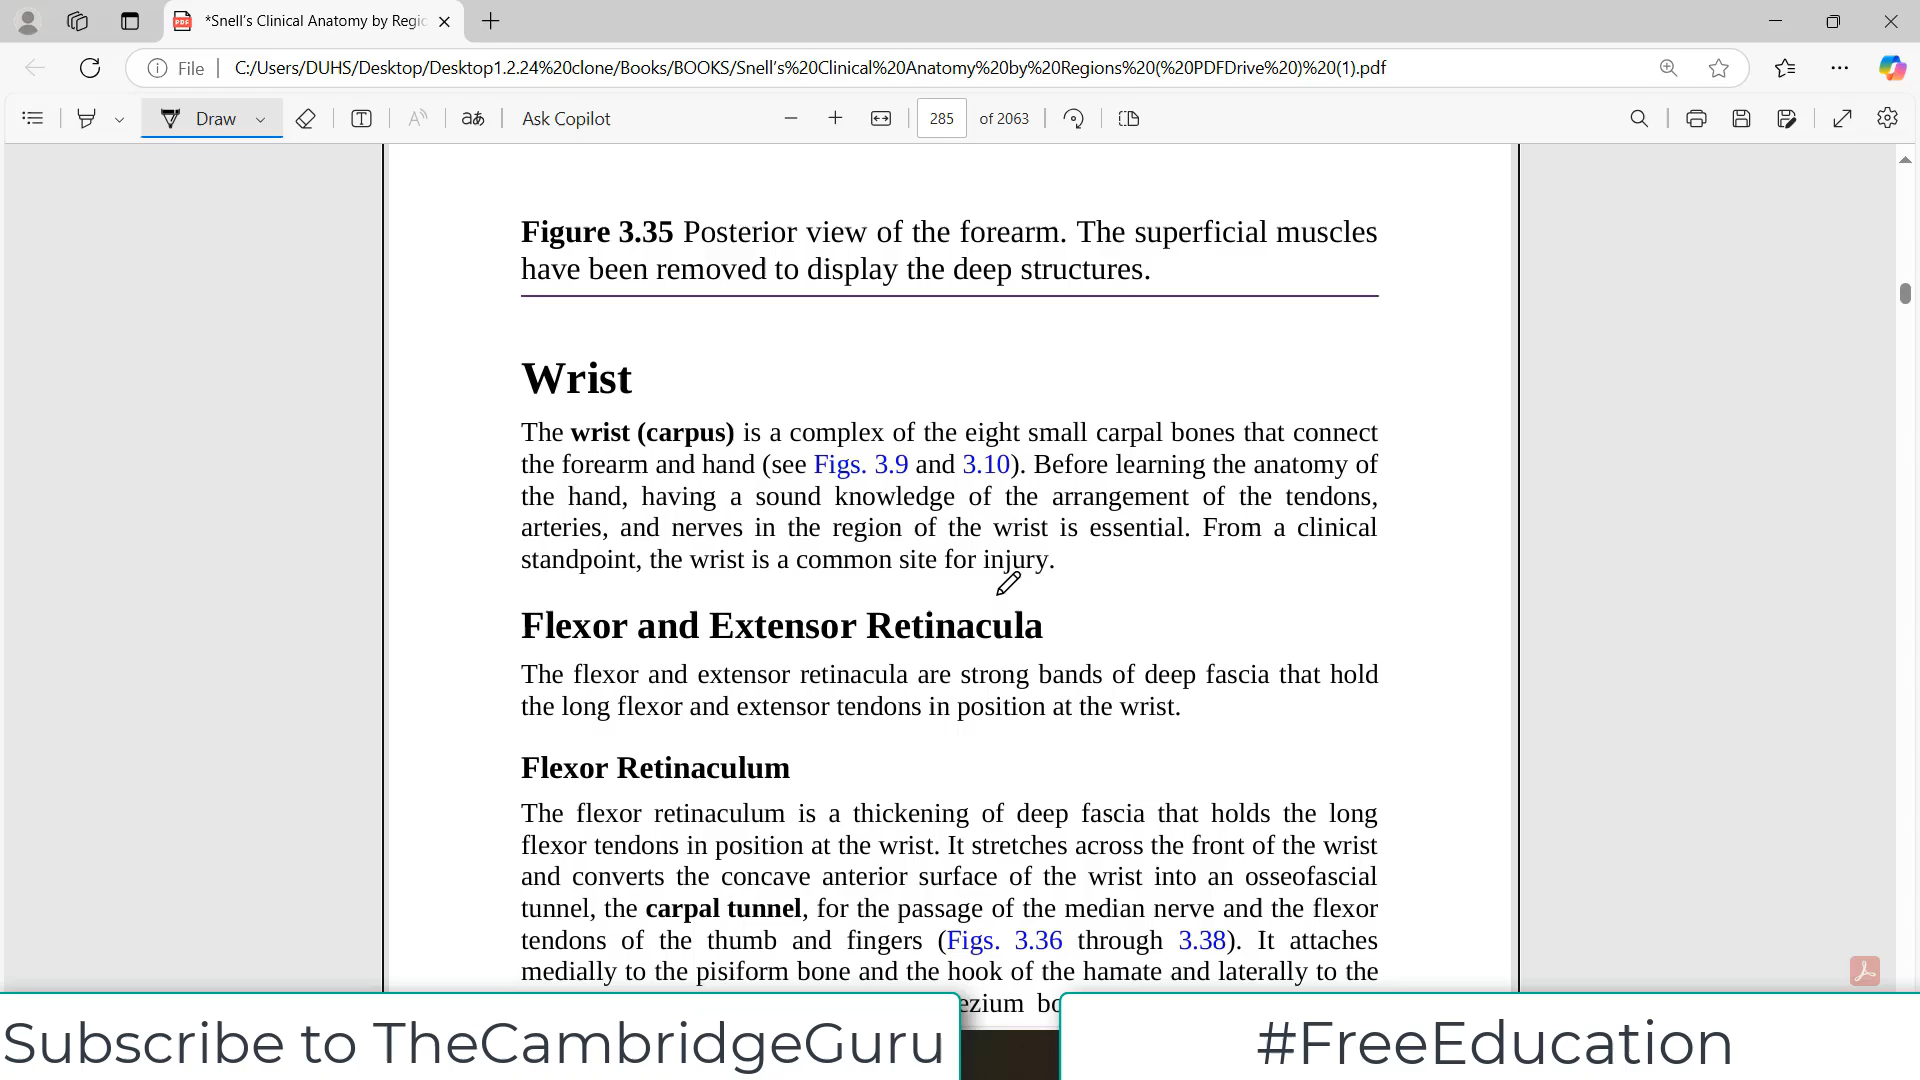 *Snell's Clinical Anatomy by Regio
File
C:/Users/DUHS/Desktop/Desktop1.2.24%20clone/Books/BOOKS/Snell's%20Clinical%20Anatomy%20by%20Regions%20(%20PDFDrive%20)%20(1).pdf
Draw
aあ
Ask Copilot
285 of 2063
Figure 3.35 Posterior view of the forearm. The superficial muscles
have been removed to display the deep structures.
Wrist
The wrist (carpus) is a complex of the eight small carpal bones that connect
the forearm and hand (see Figs. 3.9 and 3.10). Before learning the anatomy of
the hand, having a sound knowledge of the arrangement of the tendons,
arteries, and nerves in the region of the wrist is essential. From a clinical
standpoint, the wrist is a common site for injury.
Flexor and Extensor Retinacula
The flexor and extensor retinacula are strong bands of deep fascia that hold
the long flexor and extensor tendons in position at the wrist.
Flexor Retinaculum
The flexor retinaculum is a thickening of deep fascia that holds the long
flexor tendons in position at the wrist. It stretches across the front of the wrist
and converts the concave anterior surface of the wrist into an osseofascial
tunnel, the carpal tunnel, for the passage of the median nerve and the flexor
tendons of the thumb and fingers (Figs. 3.36 through 3.38). It attaches
medially to the pisiform bone and the hook of the hamate and laterally to the
ezium bo
Subscribe to TheCambridgeGuru
#FreeEducation